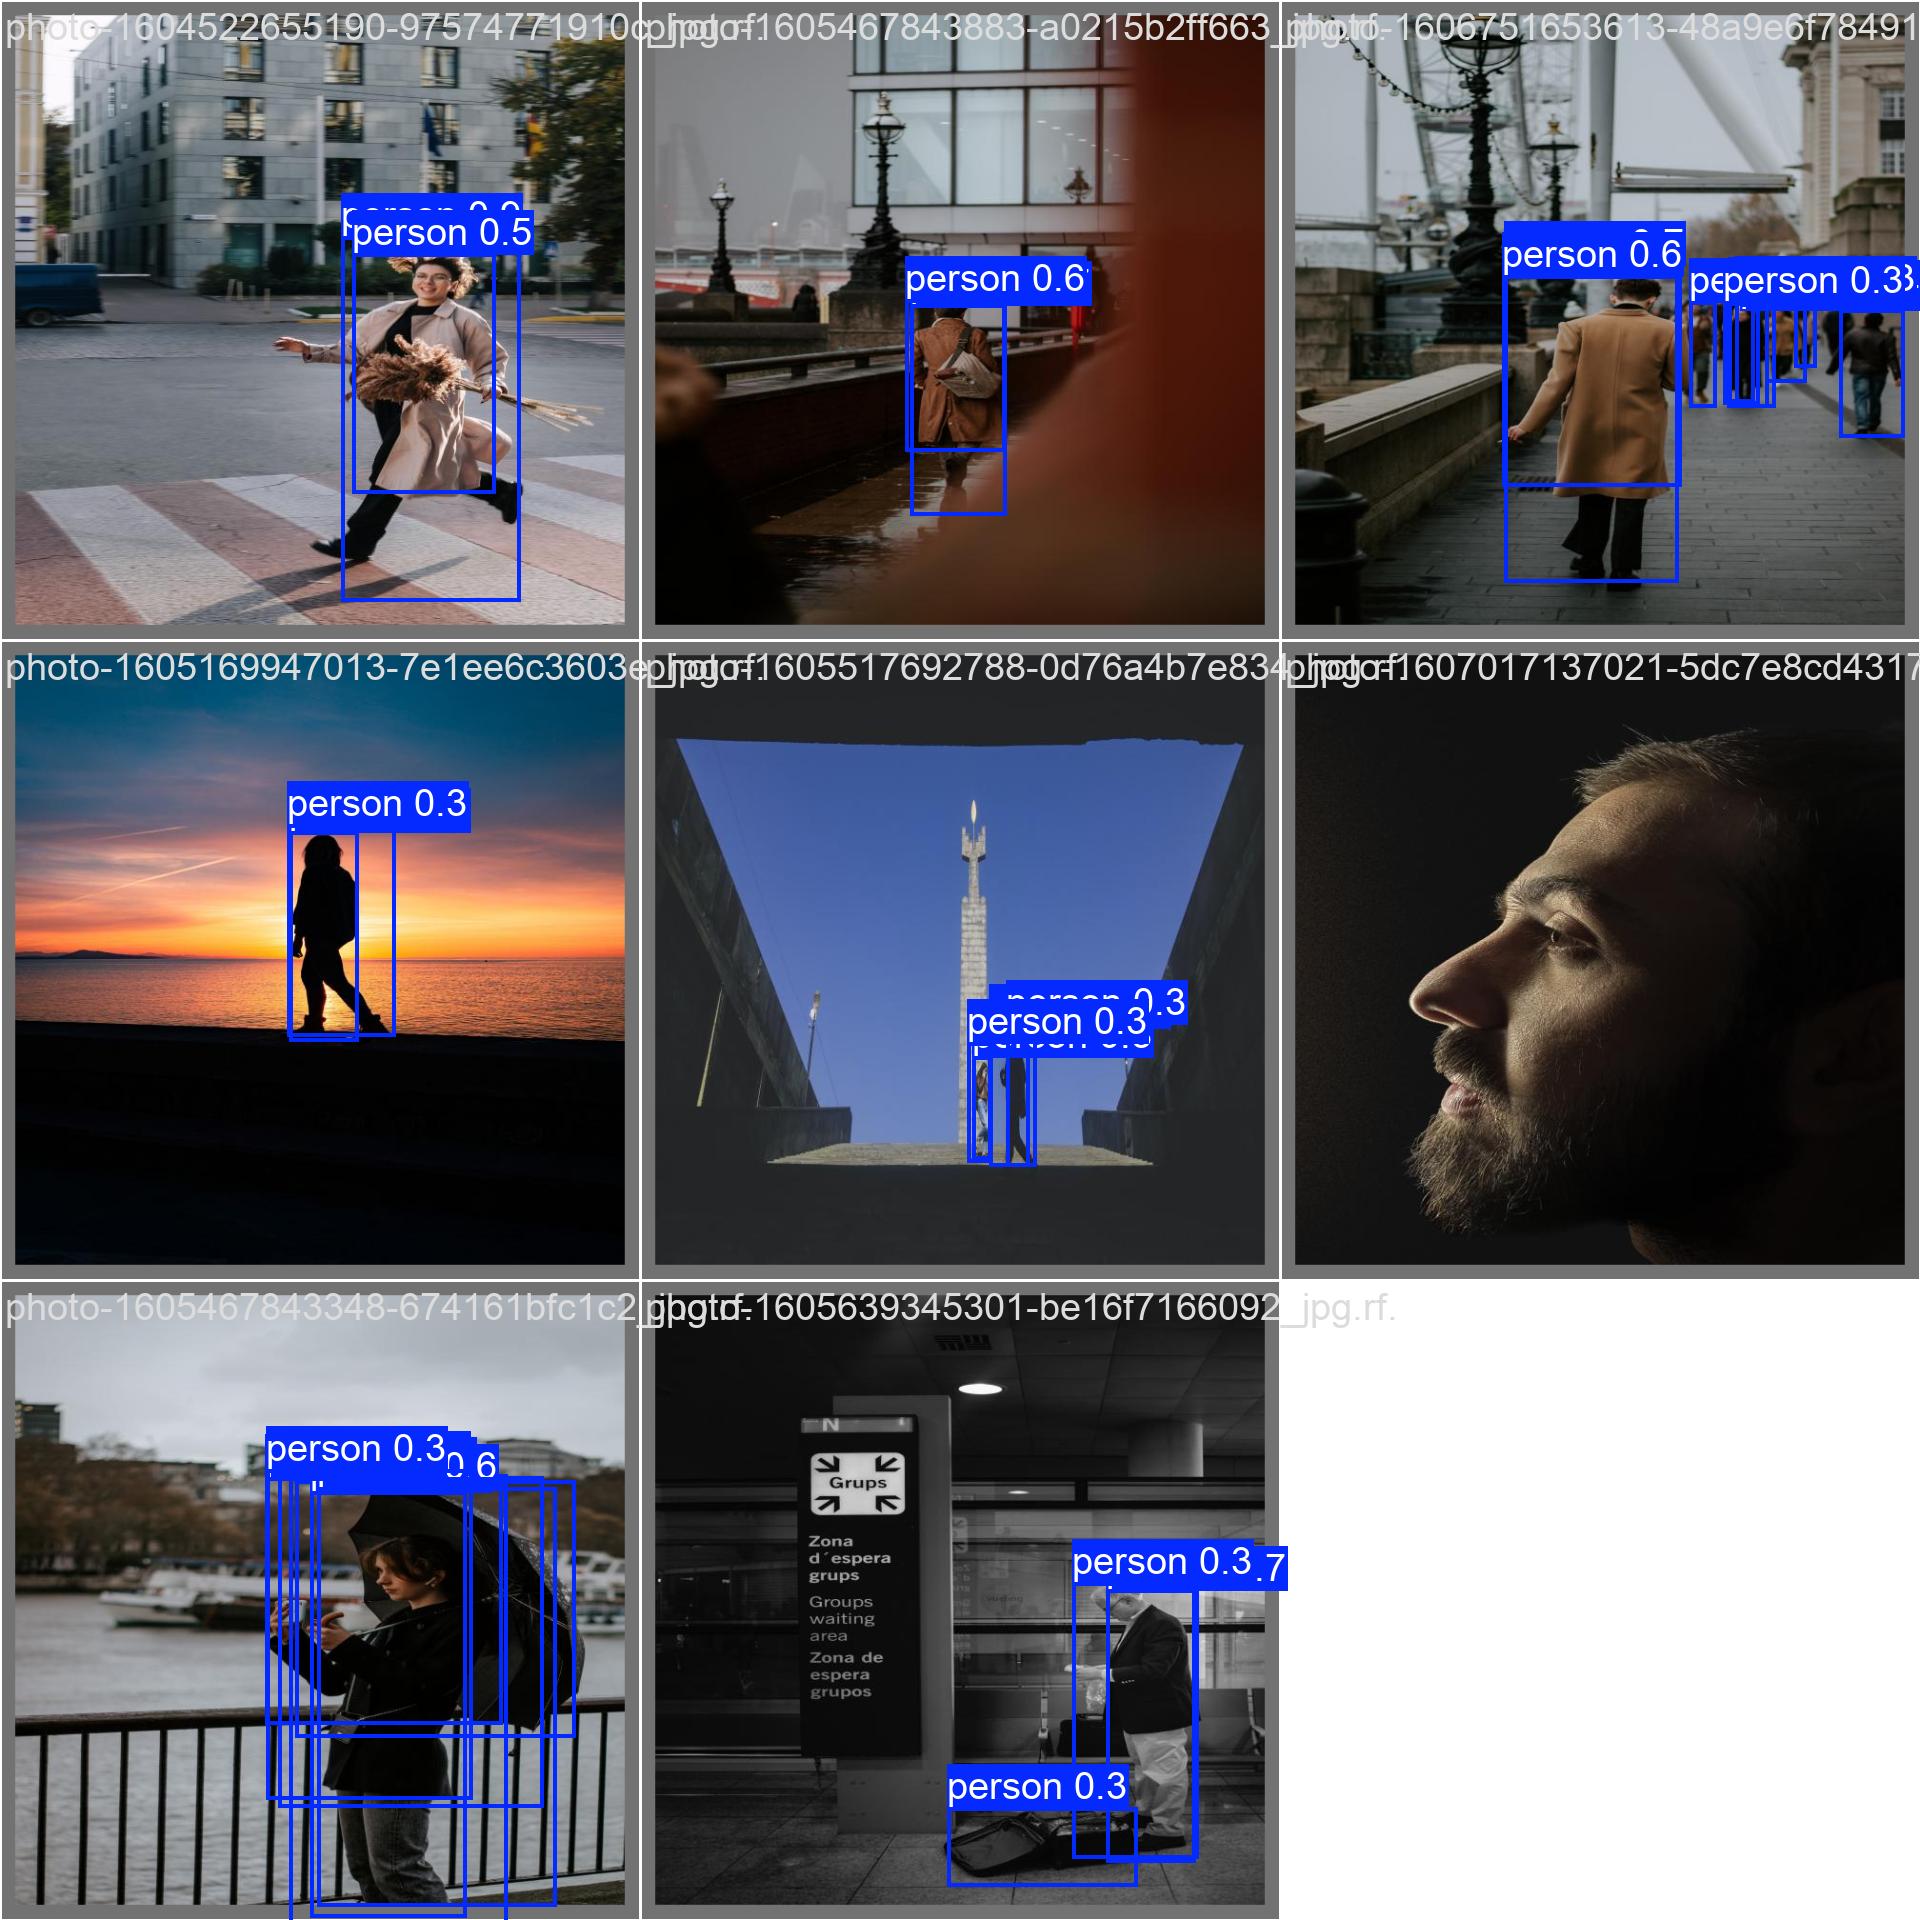 photo-1604522655190-97574771910c_jpg.rf.
photo-1605467843883-a0215b2ff663_jpg.rf.
photo-1606751653613-48a9e6f78491
person 0.9
person 0.5
person 0.6
person 0.6
person 0.3
photo-1605169947013-7e1ee6c3603e_jpg.rf.
photo-1605517692788-0d76a4b7e834_jpg.rf.
photo-1607017137021-5dc7e8cd4317
person 0.3
person 0.3
person 0.3
photo-1605467843348-674161bfc1c2_jpg.rf.
photo-1605639345301-be16f7166092_jpg.rf.
person 0.3
0.6
N
Grups
Zona
d´espera
grups
Groups
waiting
area
Zona de
espera
grupos
person 0.3
.7
person 0.3